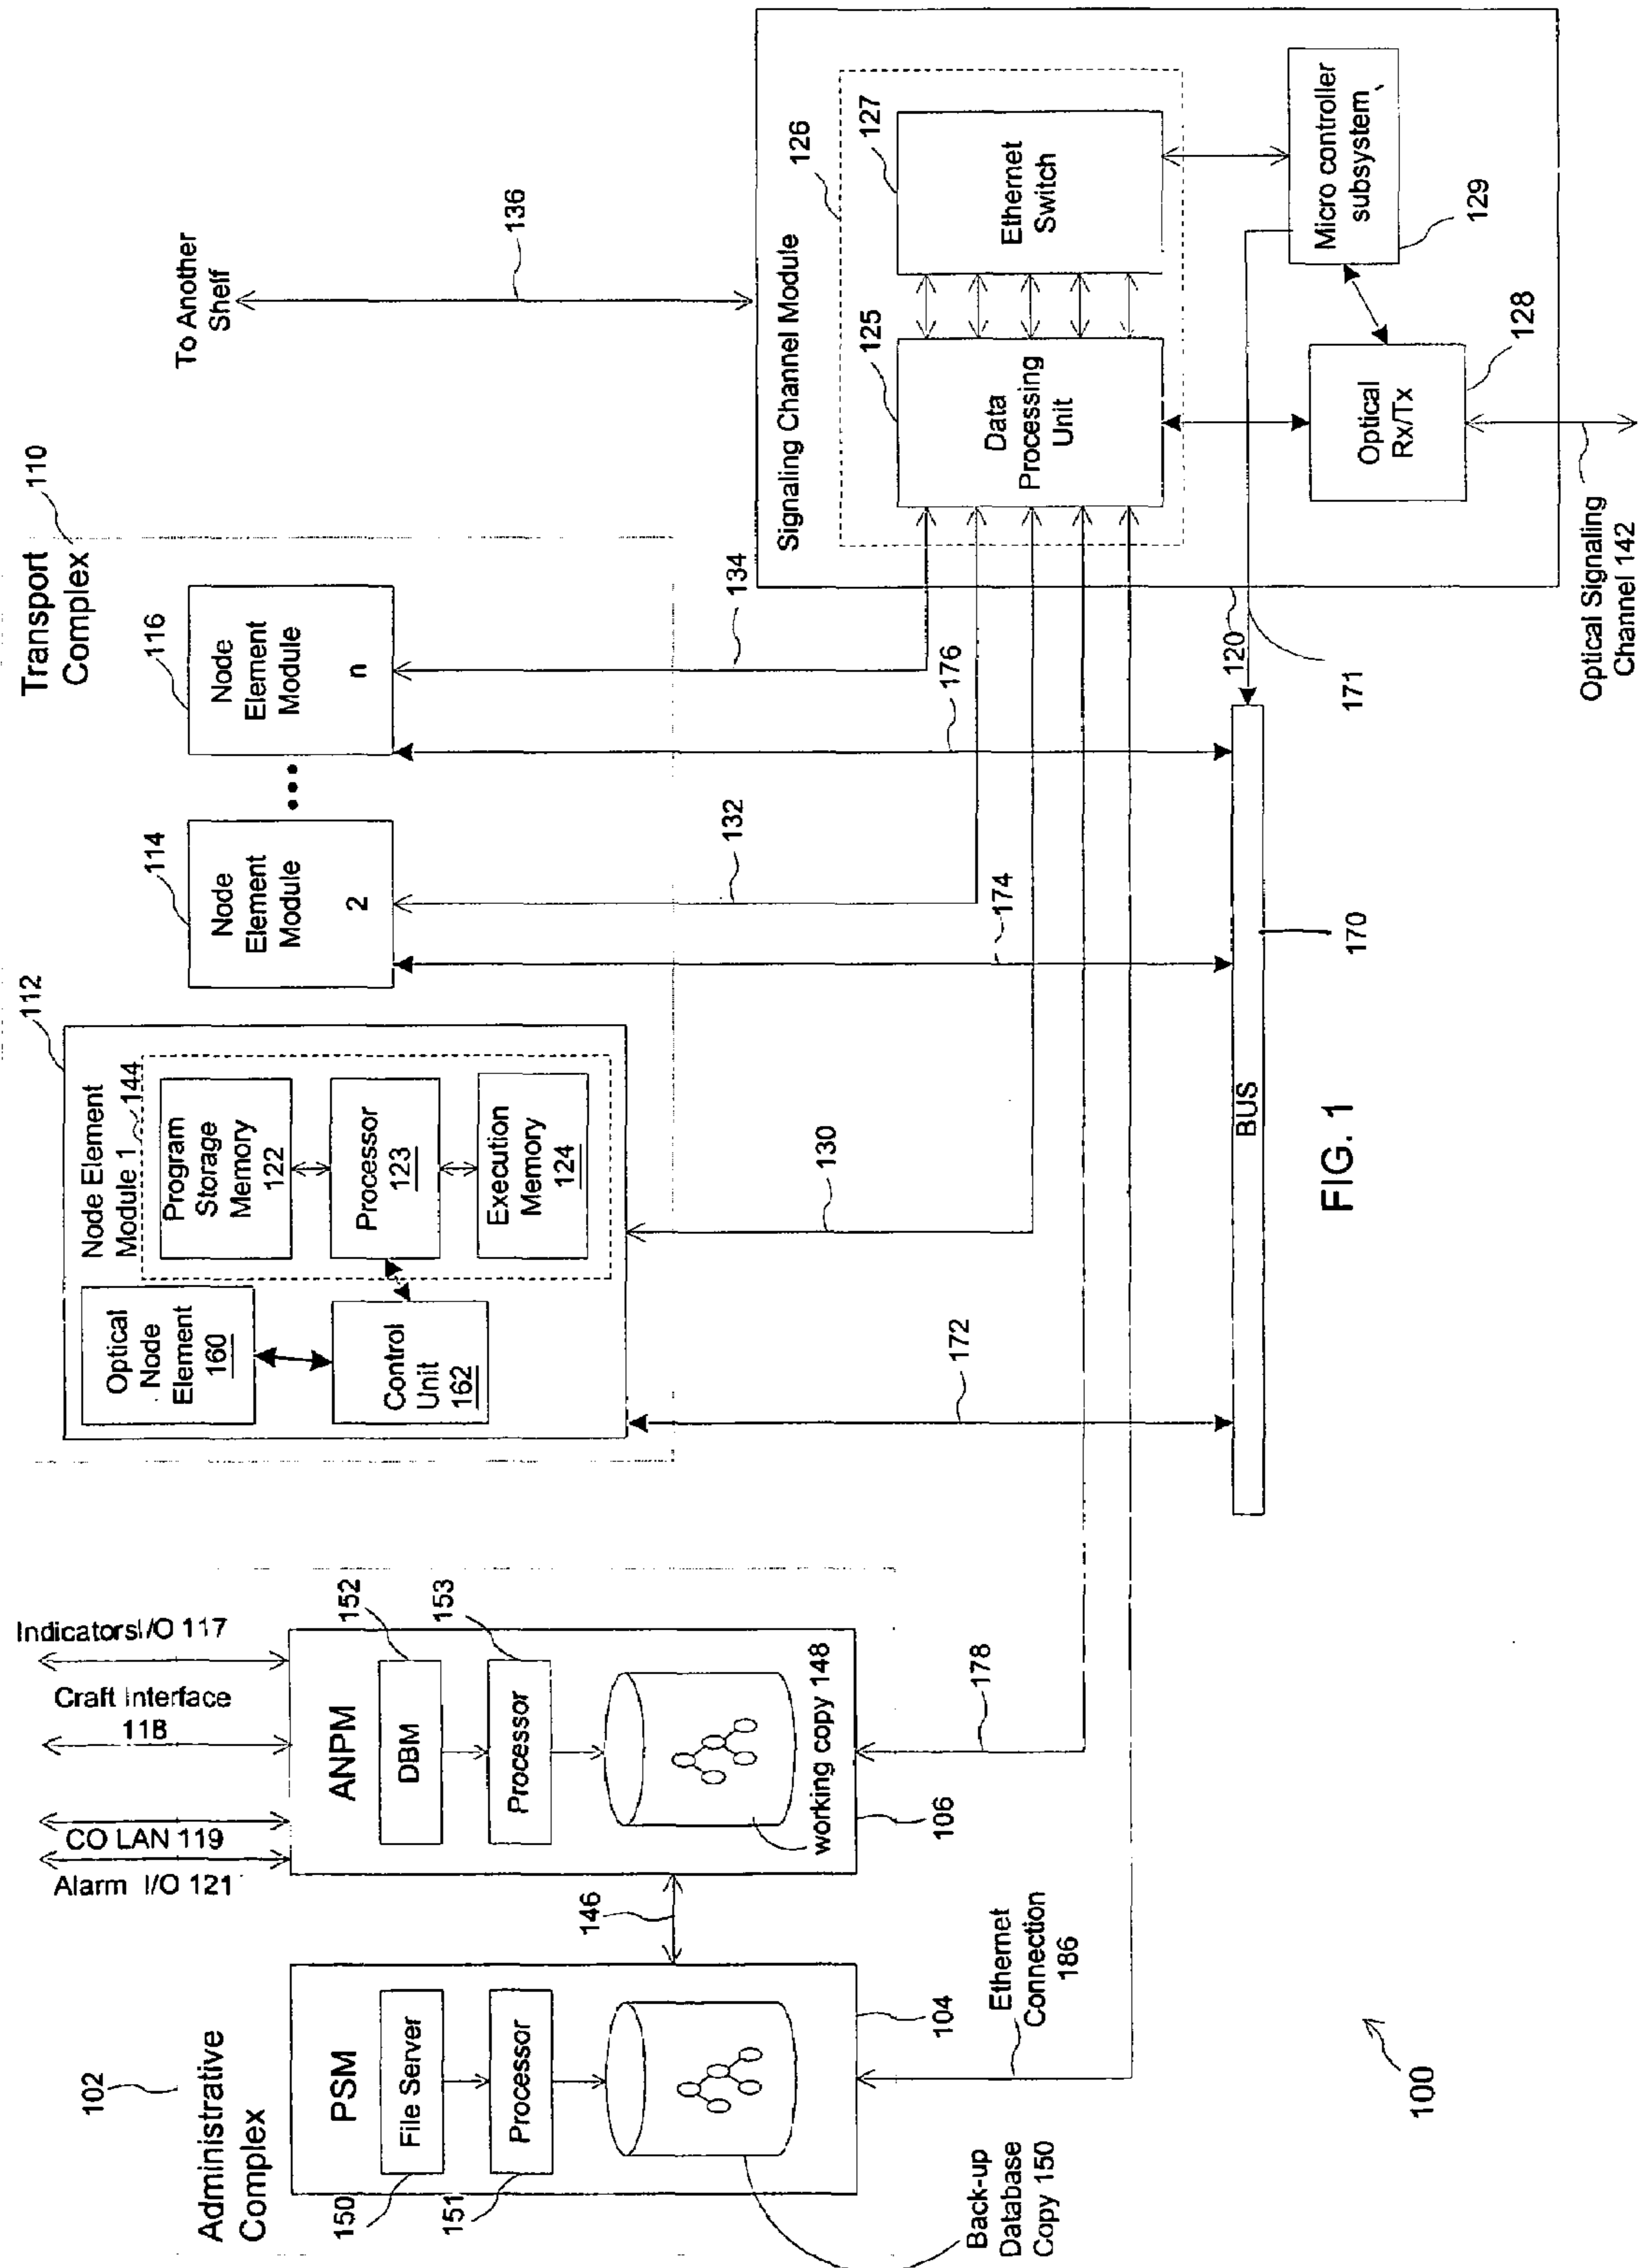 102
Administrative
Complex
PSM
File Server
Processor
150
151
Back-up
Database
Copy 150
104
Ethernet
Connection
186
146
IndicatorsI/O 117
Craft Interface
118
CO LAN 119
Alarm I/O 121
ANPM
DBM
Processor
152
153
working copy 148
106
178
Transport
Complex
110
112
Node Element
Module 1
144
Optical
Node
Element
160
Control
Unit
162
Program
Storage
Memory
122
Processor
123
Execution
Memory
124
114
Node
Element
Module
2
116
Node
Element
Module
n
130
132
134
172
174
176
BUS
170
171
120
To Another
Shelf
136
Signaling Channel Module
126
125
Data
Processing
Unit
127
Ethernet
Switch
Optical
Rx/Tx
128
Micro controller
subsystem
129
Optical Signaling
Channel 142
FIG. 1
100